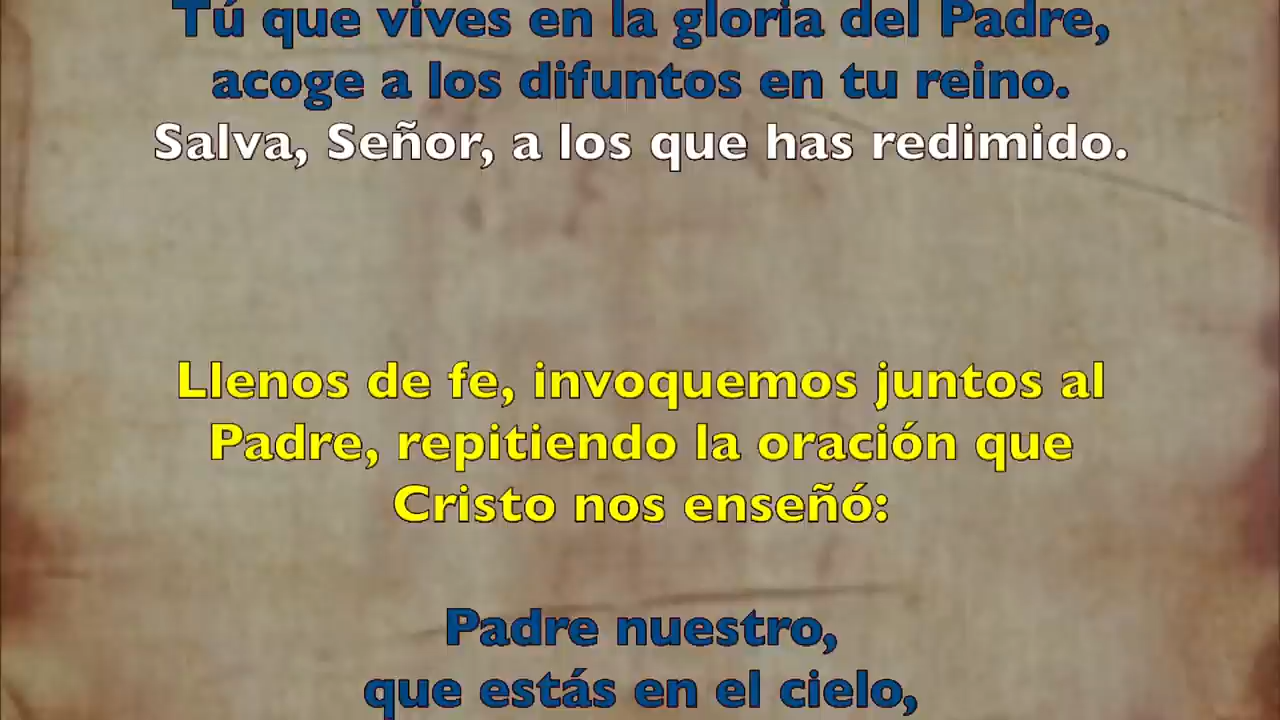 Tú que vives en la gloria del Padre,
acoge a los difuntos en tu reino.
Salva, Señor, a los que has redimido.
Llenos de fe, invoquemos juntos al
Padre, repitiendo la oración que
Cristo nos enseñó:
Padre nuestro,
que estás en el cielo,